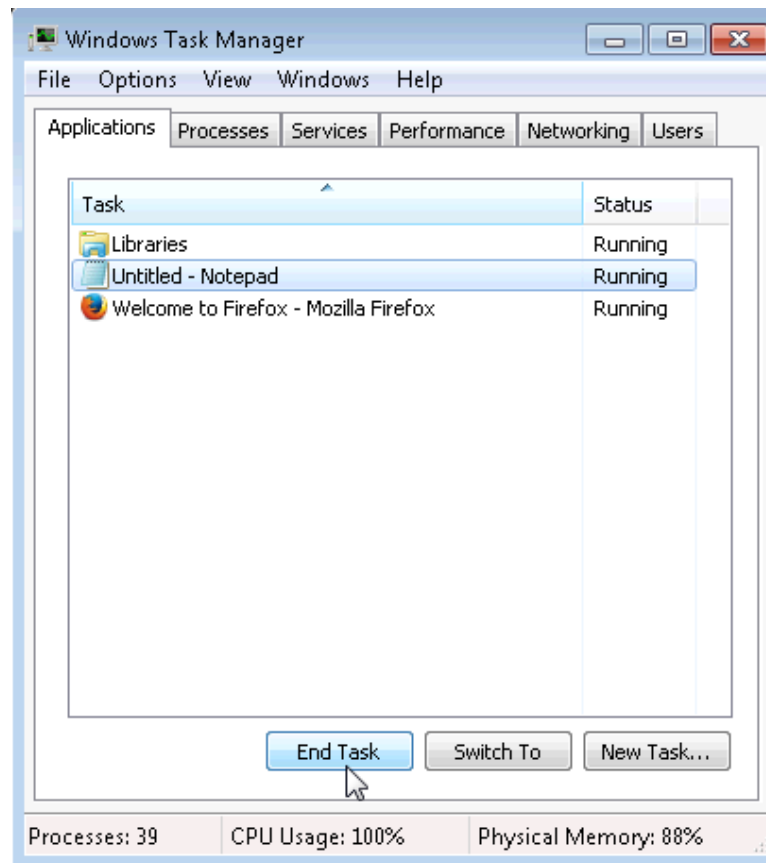 Windows Task Manager
File Options View Windows Help
Applications Processes Services Performance Networking Users
Task Status
Libraries Running
Untitled - Notepad Running
Welcome to Firefox - Mozilla Firefox Running
End Task Switch To New Task...
Processes: 39 CPU Usage: 100% Physical Memory: 88%